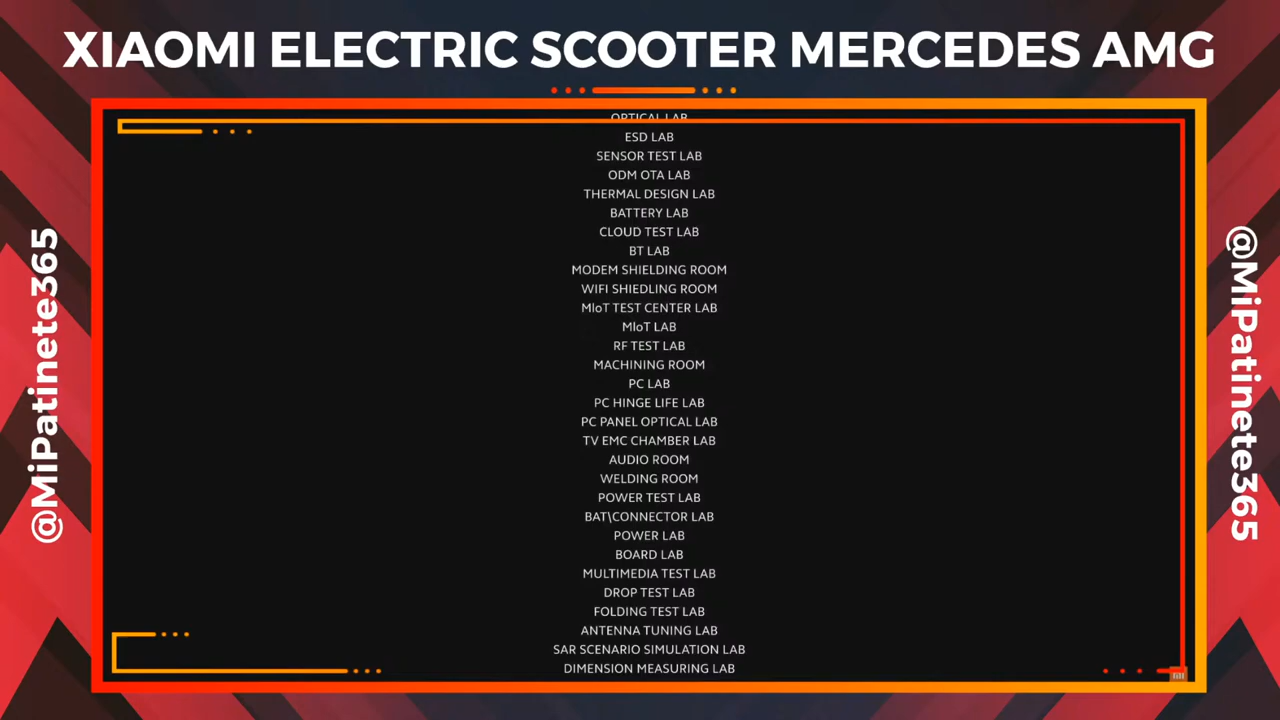 XIAOMI ELECTRIC SCOOTER MERCEDES AMG
OPTICAL LAB
ESD LAB
SENSOR TEST LAB
ODM OTA LAB
THERMAL DESIGN LAB
BATTERY LAB
CLOUD TEST LAB
BT LAB
MODEM SHIELDING ROOM
WIFI SHIEDLING ROOM
MIoT TEST CENTER LAB
MIoT LAB
RF TEST LAB
MACHINING ROOM
PC LAB
PC HINGE LIFE LAB
PC PANEL OPTICAL LAB
TV EMC CHAMBER LAB
AUDIO ROOM
WELDING ROOM
POWER TEST LAB
BAT\CONNECTOR LAB
POWER LAB
BOARD LAB
MULTIMEDIA TEST LAB
DROP TEST LAB
FOLDING TEST LAB
ANTENNA TUNING LAB
SAR SCENARIO SIMULATION LAB
DIMENSION MEASURING LAB
@MiPatinete365
@MiPatinete365